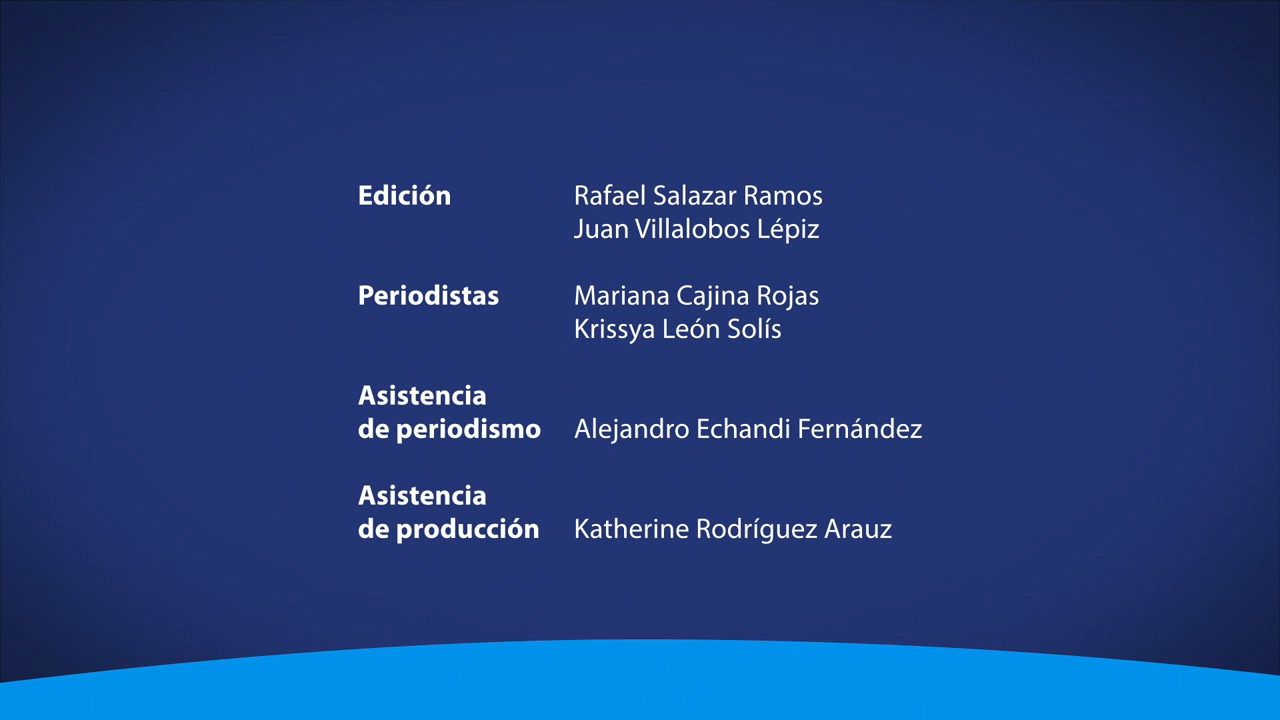 Edición Rafael Salazar Ramos
Juan Villalobos Lépiz
Periodistas Mariana Cajina Rojas
Krissya León Solís
Asistencia
de periodismo Alejandro Echandi Fernández
Asistencia
de producción Katherine Rodríguez Arauz